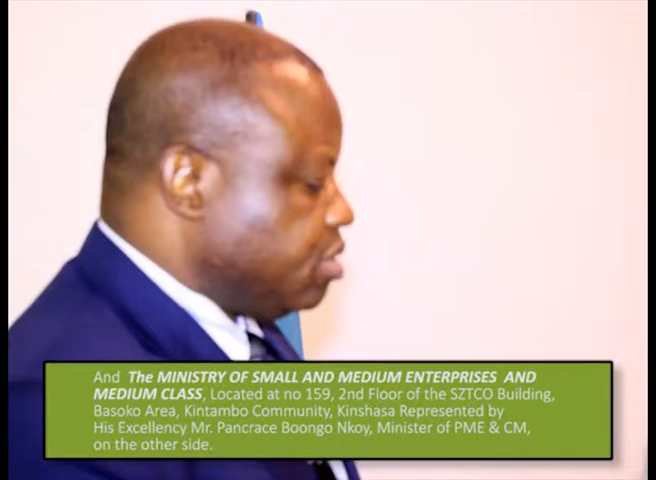 And The MINISTRY OF SMALL AND MEDIUM ENTERPRISES AND
MEDIUM CLASS, Located at no 159, 2nd Floor of the SZTCO Building,
Basoko Area, Kintambo Community, Kinshasa Represented by
His Excellency Mr. Pancrace Boongo Nkoy, Minister of PME & CM,
on the other side.